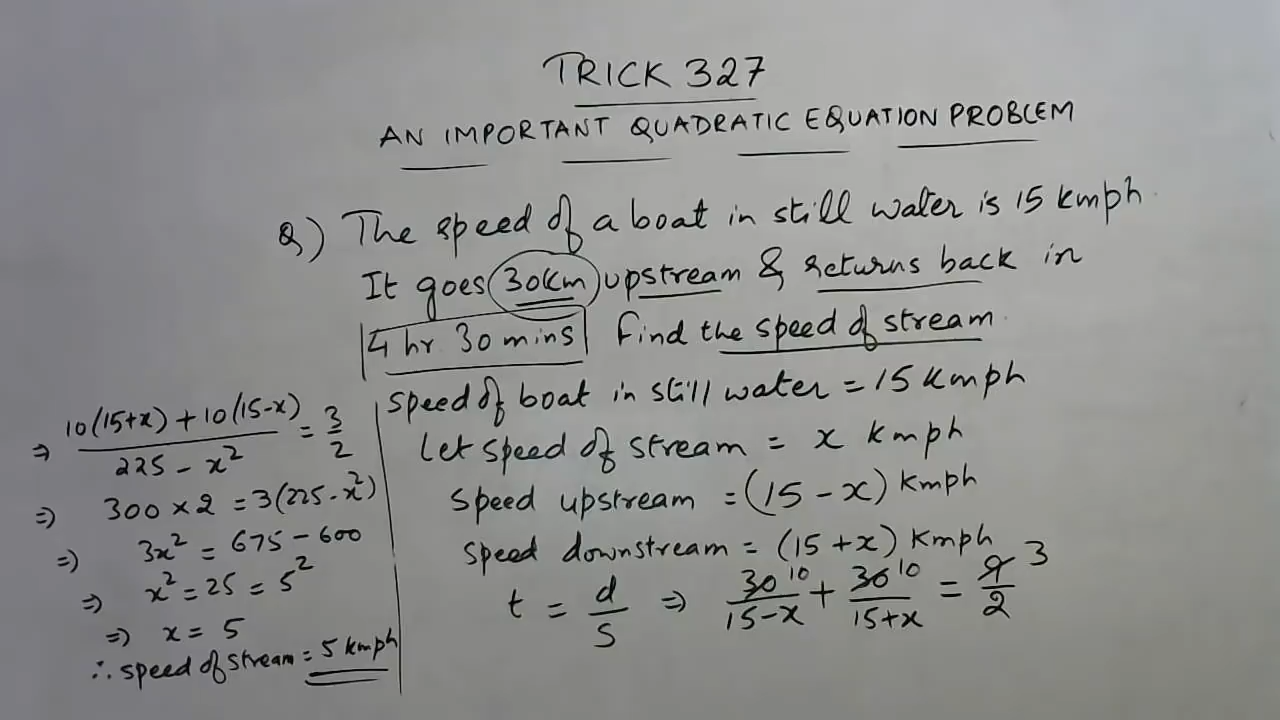 TRICK 327
AN IMPORTANT QUADRATIC EQUATION PROBLEM
Q) The speed of a boat in still water is 15 kmph.
It goes 30km upstream & returns back in
4 hr 30 mins find the speed of stream.
speed of boat in still water = 15 kmph
Let speed of stream = x kmph
speed upstream = (15 - x) kmph
speed downstream = (15 + x) kmph
t = d/s ⇒ 30 10/15-x + 30 10/15+x = 9 3/2
⇒ 10(15+x) + 10(15-x)/225 - x² = 3/2
⇒ 300 × 2 = 3(225-x²)
⇒ 3x² = 675 - 600
⇒ x² = 25 = 5²
⇒ x = 5
∴ speed of stream = 5 kmph